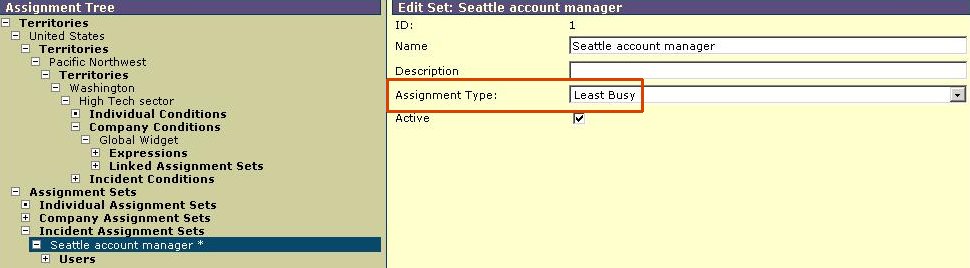 Assignment Tree
Territories
United States
Territories
Pacific Northwest
Territories
Washington
High Tech sector
Individual Conditions
Company Conditions
Global Widget
Expressions
Linked Assignment Sets
Incident Conditions
Assignment Sets
Individual Assignment Sets
Company Assignment Sets
Incident Assignment Sets
Seattle account manager *
Users
Edit Set: Seattle account manager
ID: 1
Name Seattle account manager
Description
Assignment Type: Least Busy
Active